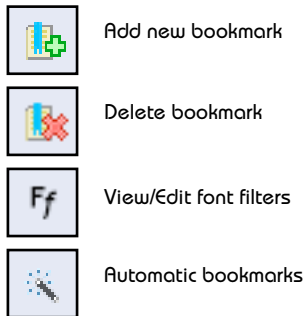 Add new bookmark
Delete bookmark
Ff View/Edit font filters
Automatic bookmarks